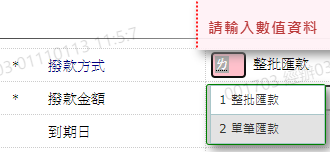 請輸入數值資料
* 撥款方式 整批匯款
* 撥款金額
1 整批匯款
到期日
2 單筆匯款